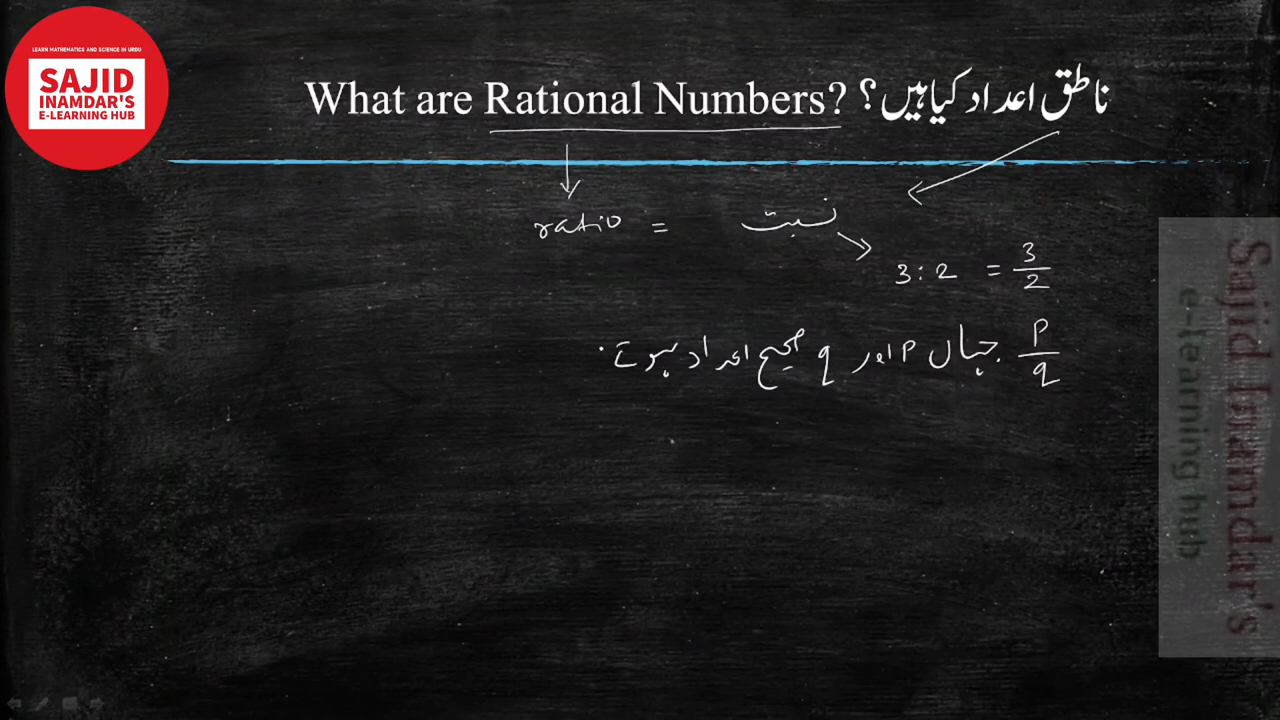 LEARN MATHEMATICS AND SCIENCE IN URDU
SAJID
INAMDAR'S
E-LEARNING HUB
What are Rational Numbers? ناطق اعداد کیا ہیں؟
ratio = نسبت
3:2 = 3/2
p/q جہاں p اور q صحیح اعداد ہوتے
Sajid Inamdar's
e-learning hub